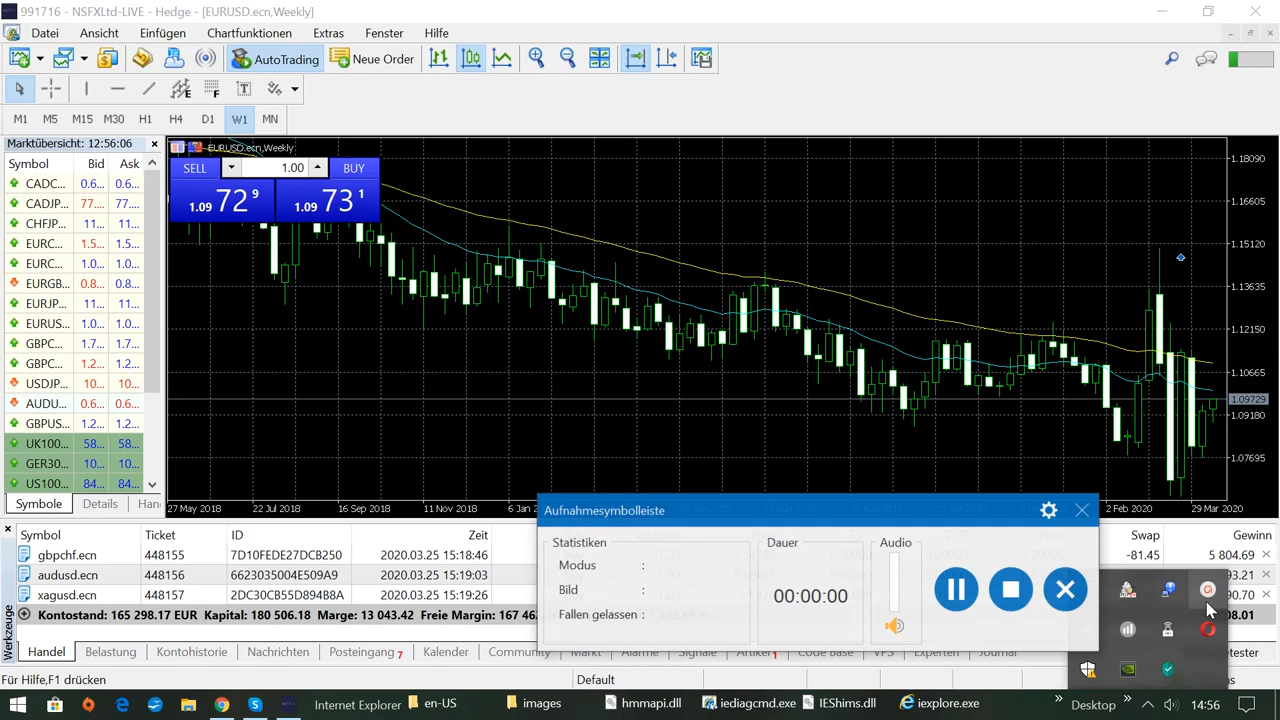 991716 - NSFXLtd-LIVE - Hedge - [EURUSD.ecn,Weekly]
Datei Ansicht Einfügen Chartfunktionen Extras Fenster Hilfe
AutoTrading Neue Order
M1 M5 M15 M30 H1 H4 D1 W1 MN
Marktübersicht: 12:56:06
Symbol Bid Ask
CADC... 0.6... 0.6...
CADJP... 77.... 77....
CHFJP... 11... 11...
EURC... 1.5... 1.5...
EURC... 1.0... 1.0...
EURGB... 0.8... 0.8...
EURJP... 11... 11...
EURUS... 1.0... 1.0...
GBPC... 1.7... 1.7...
GBPC... 1.2... 1.2...
USDJP... 10... 10...
AUDU... 0.6... 0.6...
GBPUS... 1.2... 1.2...
UK100... 58... 58...
GER30... 10... 10...
US100... 84... 84...
Symbole Details Han
EURUSD.ecn,Weekly
SELL 1.00 BUY
1.09 72 9 1.09 73 1
1.18090
1.16605
1.15120
1.13635
1.12150
1.10665
1.09729
1.09180
1.07695
27 May 2018 22 Jul 2018 16 Sep 2018 11 Nov 2018 6 Jan 29 Mar 2020
Symbol Ticket ID Zeit Swap Gewinn
gbpchf.ecn 448155 7D10FEDE27DCB250 2020.03.25 15:18:46 -81.45 5 804.69
audusd.ecn 448156 6623035004E509A9 2020.03.25 15:19:03 93.21
xagusd.ecn 448157 2DC30CB55D894B8A 2020.03.25 15:19:26 90.70
Kontostand: 165 298.17 EUR Kapital: 180 506.18 Marge: 13 043.42 Freie Marge: 167 46 08.01
Werkzeuge
Handel Belastung Kontohistorie Nachrichten Posteingang 7 Kalender Community Markt Alarme Signale Artikel VPS Experten Journal tester
Für Hilfe, F1 drücken Default ms
Aufnahmesymbolleiste
Statistiken
Modus :
Bild :
Fallen gelassen :
Dauer
00:00:00
Audio
Internet Explorer en-US images hmmapi.dll iediagcmd.exe IEShims.dll iexplore.exe Desktop 14:56